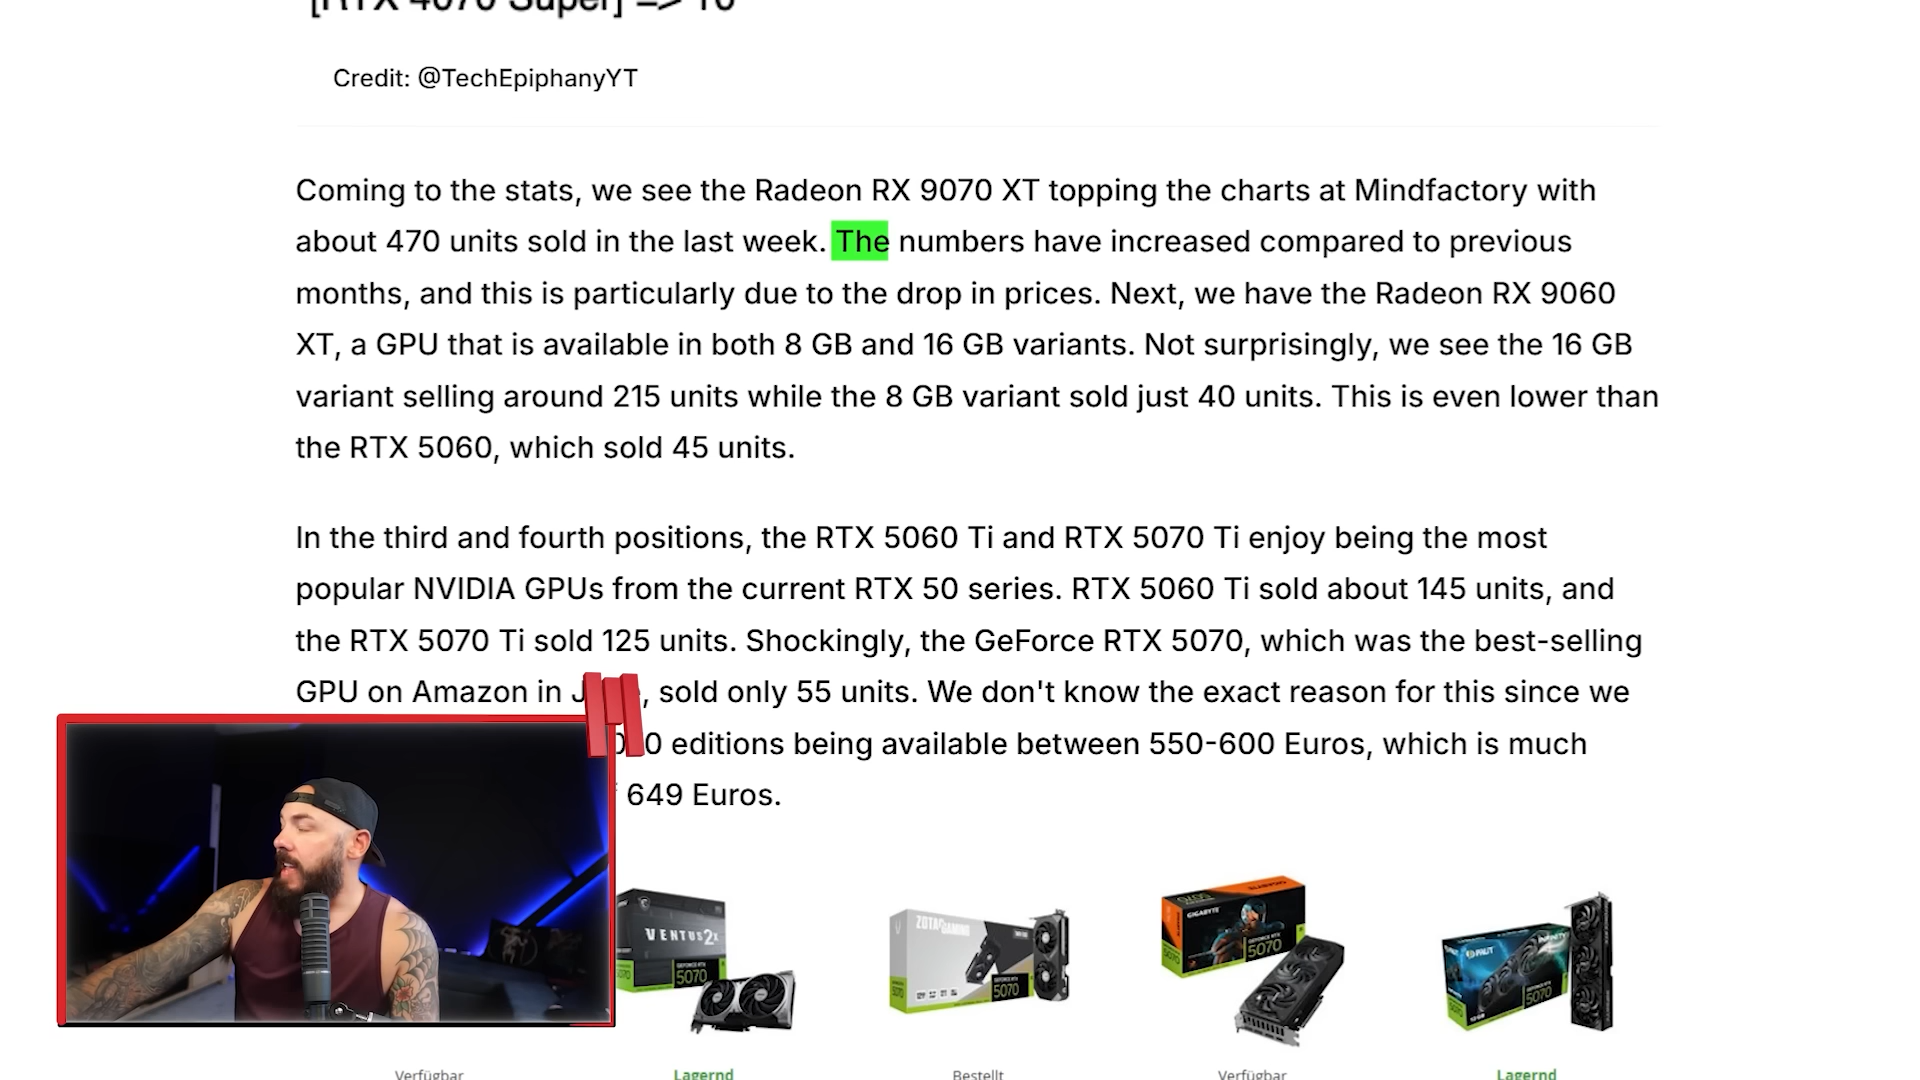 [RTX 4070 Super] => 10
Credit: @TechEpiphanyYT
Coming to the stats, we see the Radeon RX 9070 XT topping the charts at Mindfactory with
about 470 units sold in the last week. The numbers have increased compared to previous
months, and this is particularly due to the drop in prices. Next, we have the Radeon RX 9060
XT, a GPU that is available in both 8 GB and 16 GB variants. Not surprisingly, we see the 16 GB
variant selling around 215 units while the 8 GB variant sold just 40 units. This is even lower than
the RTX 5060, which sold 45 units.
In the third and fourth positions, the RTX 5060 Ti and RTX 5070 Ti enjoy being the most
popular NVIDIA GPUs from the current RTX 50 series. RTX 5060 Ti sold about 145 units, and
the RTX 5070 Ti sold 125 units. Shockingly, the GeForce RTX 5070, which was the best-selling
GPU on Amazon in , sold only 55 units. We don't know the exact reason for this since we
editions being available between 550-600 Euros, which is much
649 Euros.
VENTUS 2X
5070
ZOTAC GAMING
5070
GIGABYTE
5070
PALIT
INFINITY
5070
Verfügbar
Lagernd
Bestellt
Verfügbar
Lagernd